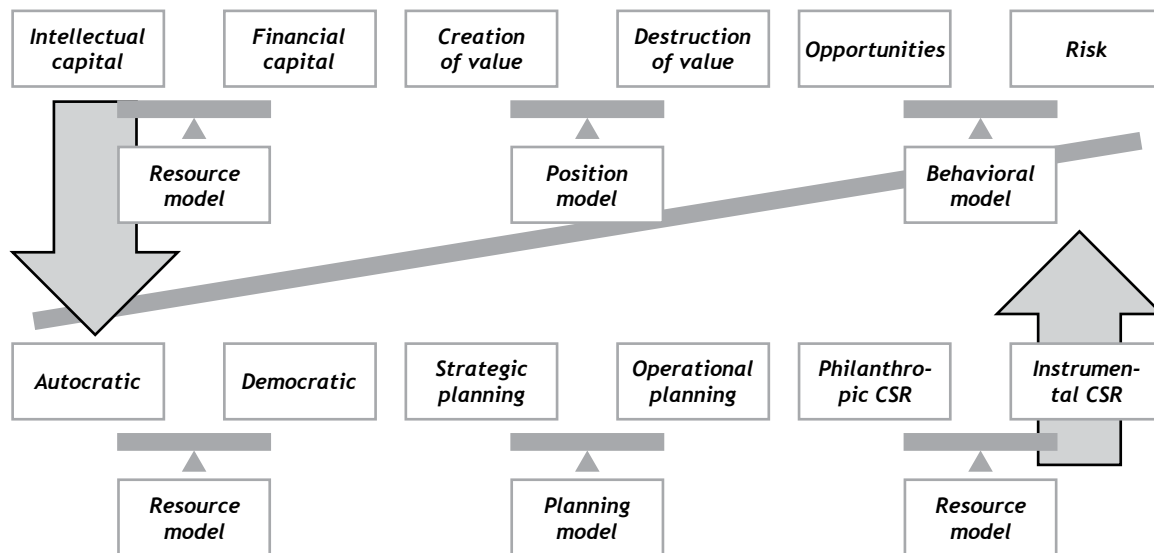 Intellectual
capital
Financial
capital
Creation
of value
Destruction
of value
Opportunities
Risk
Resource
model
Position
model
Behavioral
model
Autocratic
Democratic
Strategic
planning
Operational
planning
Philanthro-
pic CSR
Instrumen-
tal CSR
Resource
model
Planning
model
Resource
model